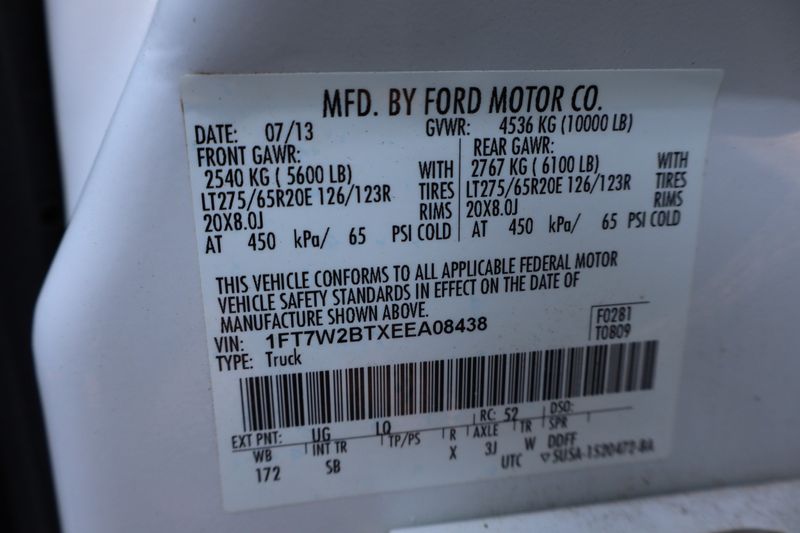 MFD. BY FORD MOTOR CO.
DATE: 07/13 GVWR: 4536 KG (10000 LB)
FRONT GAWR: REAR GAWR:
2540 KG ( 5600 LB) WITH 2767 KG ( 6100 LB) WITH
LT275/65R20E 126/123R TIRES LT275/65R20E 126/123R TIRES
20X8.0J RIMS 20X8.0J RIMS
AT 450 kPa/ 65 PSI COLD AT 450 kPa/ 65 PSI COLD
THIS VEHICLE CONFORMS TO ALL APPLICABLE FEDERAL MOTOR
VEHICLE SAFETY STANDARDS IN EFFECT ON THE DATE OF
MANUFACTURE SHOWN ABOVE.
VIN: 1FT7W2BTXEEA08438 F0281
TYPE: Truck T0809
EXT PNT: UG LQ RC: 52 DSO:
WB INT TR TP/PS R AXLE TR SPR
172 SB X 3J W DDFF
UTC ▽SUSA-1520472-BA